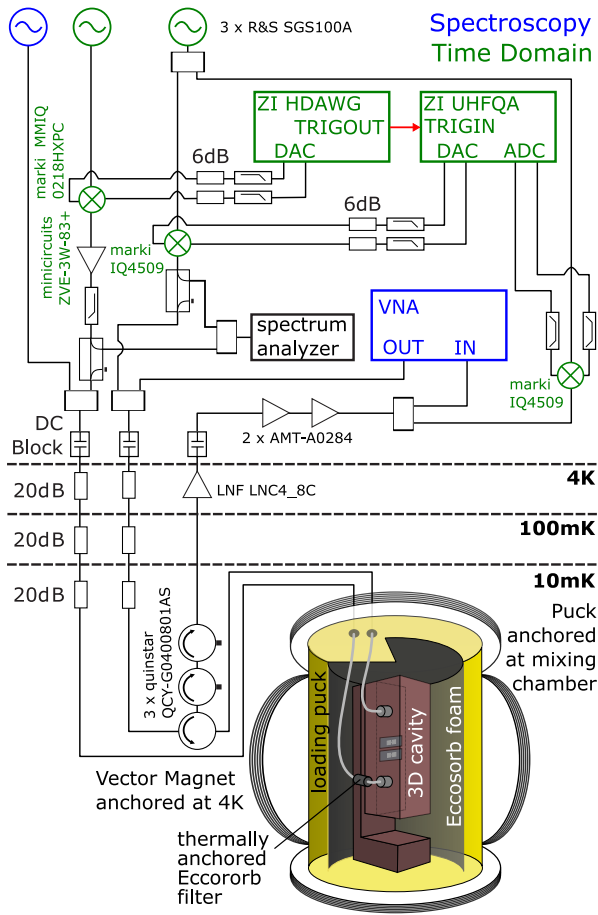 Spectroscopy
Time Domain
3 x R&S SGS100A
marki MMIQ
0218HXPC
ZI HDAWG
TRIGOUT
DAC
ZI UHFQA
TRIGIN
DAC ADC
6dB
6dB
minicircuits
ZVE-3W-83+
marki
IQ4509
VNA
OUT IN
spectrum
analyzer
marki
IQ4509
2 x AMT-A0284
DC
Block
4K
20dB
LNF LNC4_8C
100mK
20dB
10mK
20dB
Puck
anchored
at mixing
chamber
3 x quinstar
QCY-G0400801AS
loading puck
3D cavity
Eccosorb foam
Vector Magnet
anchored at 4K
thermally
anchored
Eccororb
filter